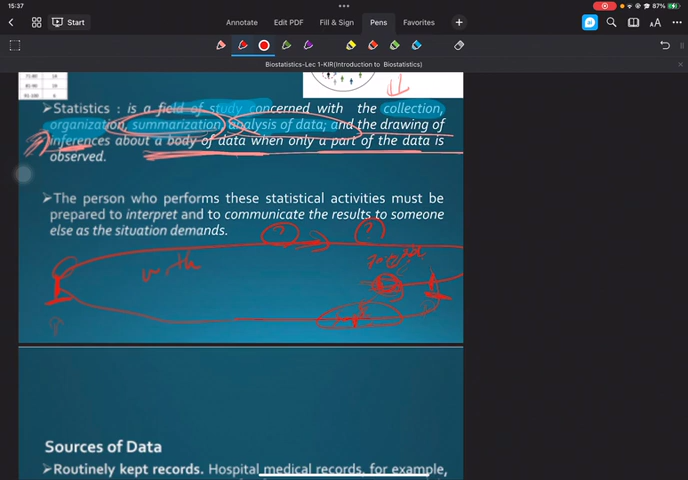 15:37
87%
Start
Annotate
Edit PDF
Fill & Sign
Pens
Favorites
Biostatistics-Lec 1-KIR(Introduction to Biostatistics)
➢Statistics : is a field of study concerned with the collection,
organization, summarization, analysis of data; and the drawing of
inferences about a body of data when only a part of the data is
observed.
➢The person who performs these statistical activities must be
prepared to interpret and to communicate the results to someone
else as the situation demands.
?
?
Sources of Data
➢Routinely kept records. Hospital medical records, for example,